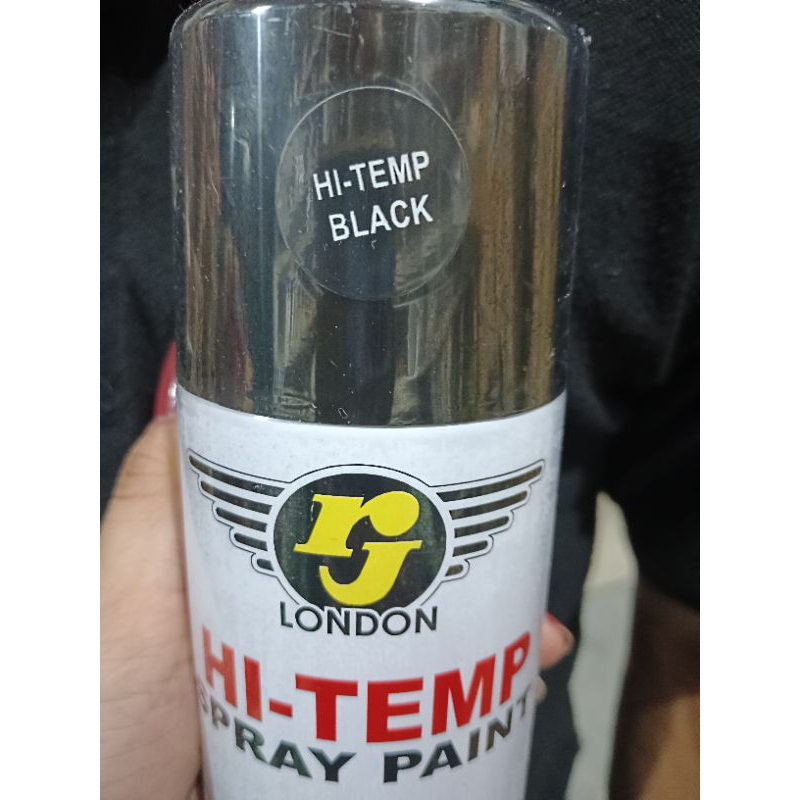 HI-TEMP
BLACK
rj
LONDON
HI-TEMP
SPRAY PAINT